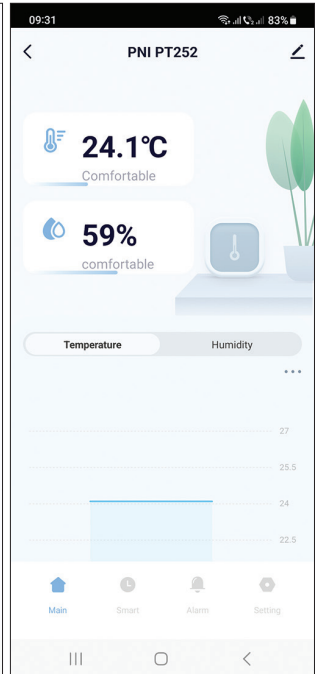 09:31 83%
PNI PT252
24.1°C
Comfortable
59%
comfortable
Temperature Humidity
27
25.5
24
22.5
Main Smart Alarm Setting